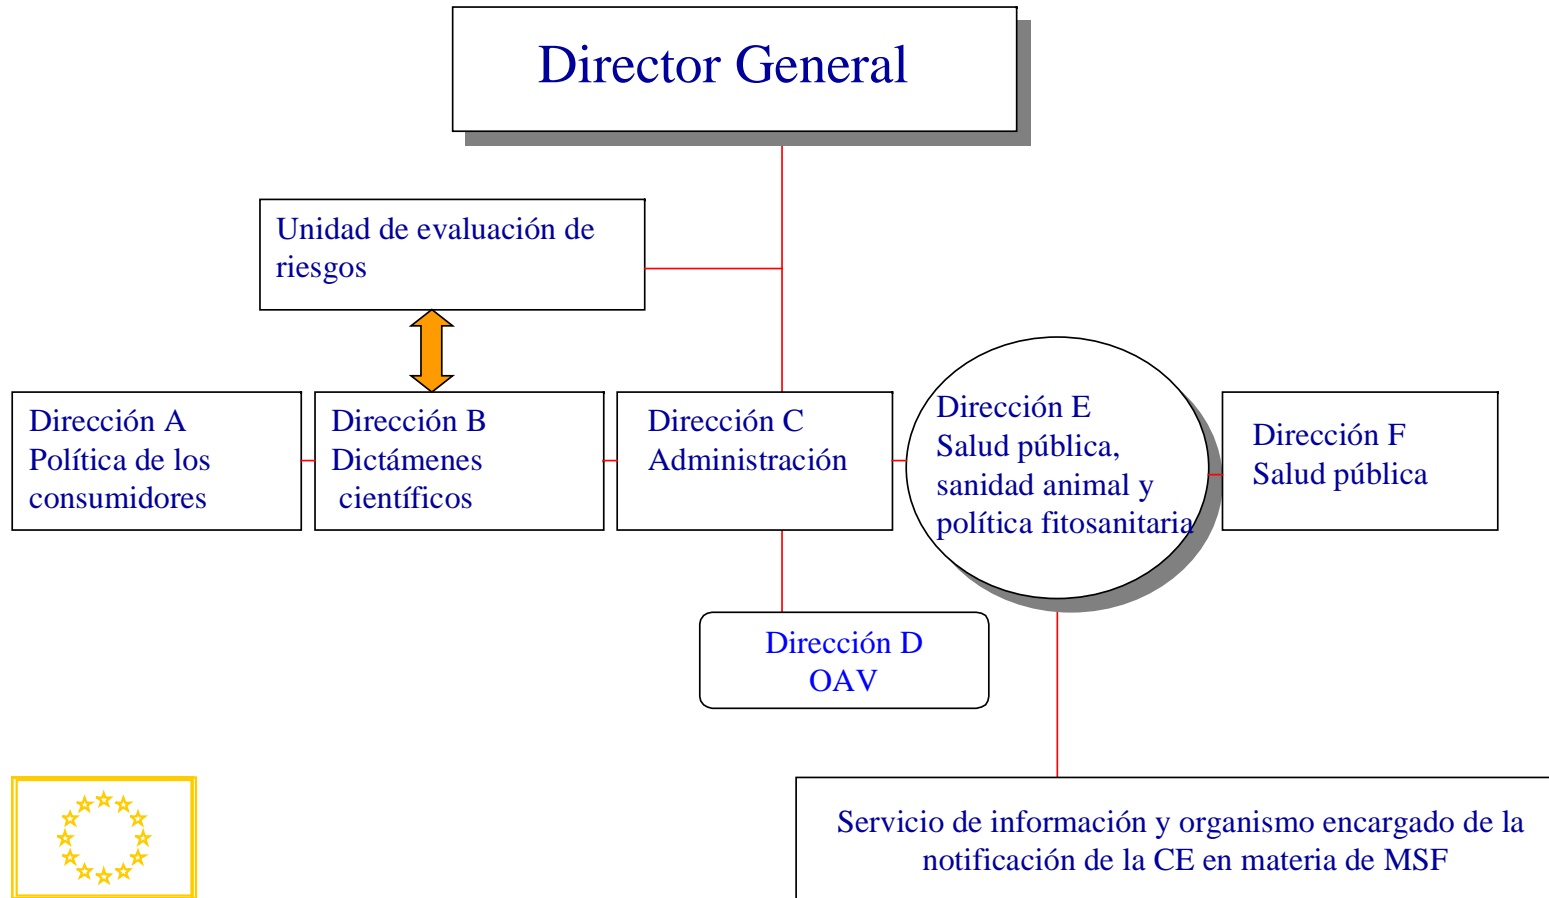 Director General
Unidad de evaluación de
riesgos
Dirección A
Política de los
consumidores
Dirección B
Dictámenes
científicos
Dirección C
Administración
Dirección E
Salud pública,
sanidad animal y
política fitosanitaria
Dirección F
Salud pública
Dirección D
OAV
Servicio de información y organismo encargado de la
notificación de la CE en materia de MSF